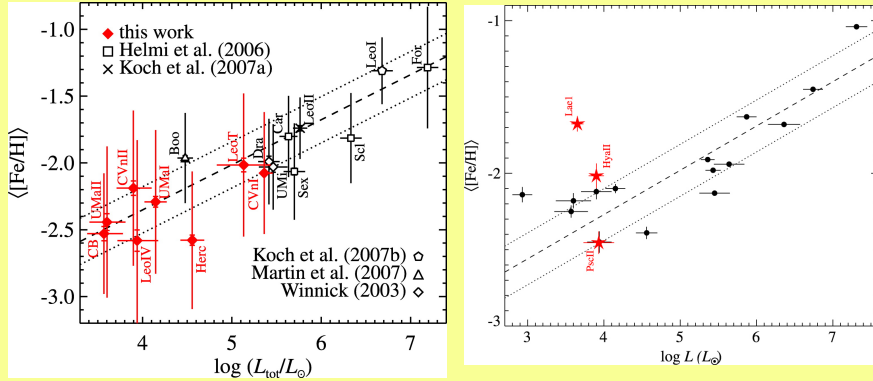 this work
Helmi et al. (2006)
Koch et al. (2007a)
LeoI
For
LeoII
Car
Boo
Dra
Scl
LeoT
CVnII
UMaI
UMaII
UMi
Sex
CVnI
CB
LeoIV
Herc
Koch et al. (2007b)
Martin et al. (2007)
Winnick (2003)
-1.0
-1.5
-2.0
-2.5
-3.0
⟨[Fe/H]⟩
4 5 6 7
log (Ltot/L⊙)
-1
-2
-3
⟨[Fe/H]⟩
Lac1
HyaII
PscII
3 4 5 6 7
log L (L⊙)